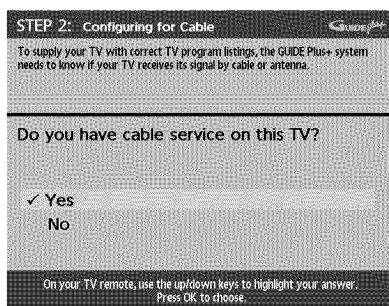 STEP 2: Configuring for Cable
GUIDE Plus+
To supply your TV with correct TV program listings, the GUIDE Plus+ system
needs to know if your TV receives its signal by cable or antenna.
Do you have cable service on this TV?
✓ Yes
No
On your TV remote, use the up/down keys to highlight your answer.
Press OK to choose.